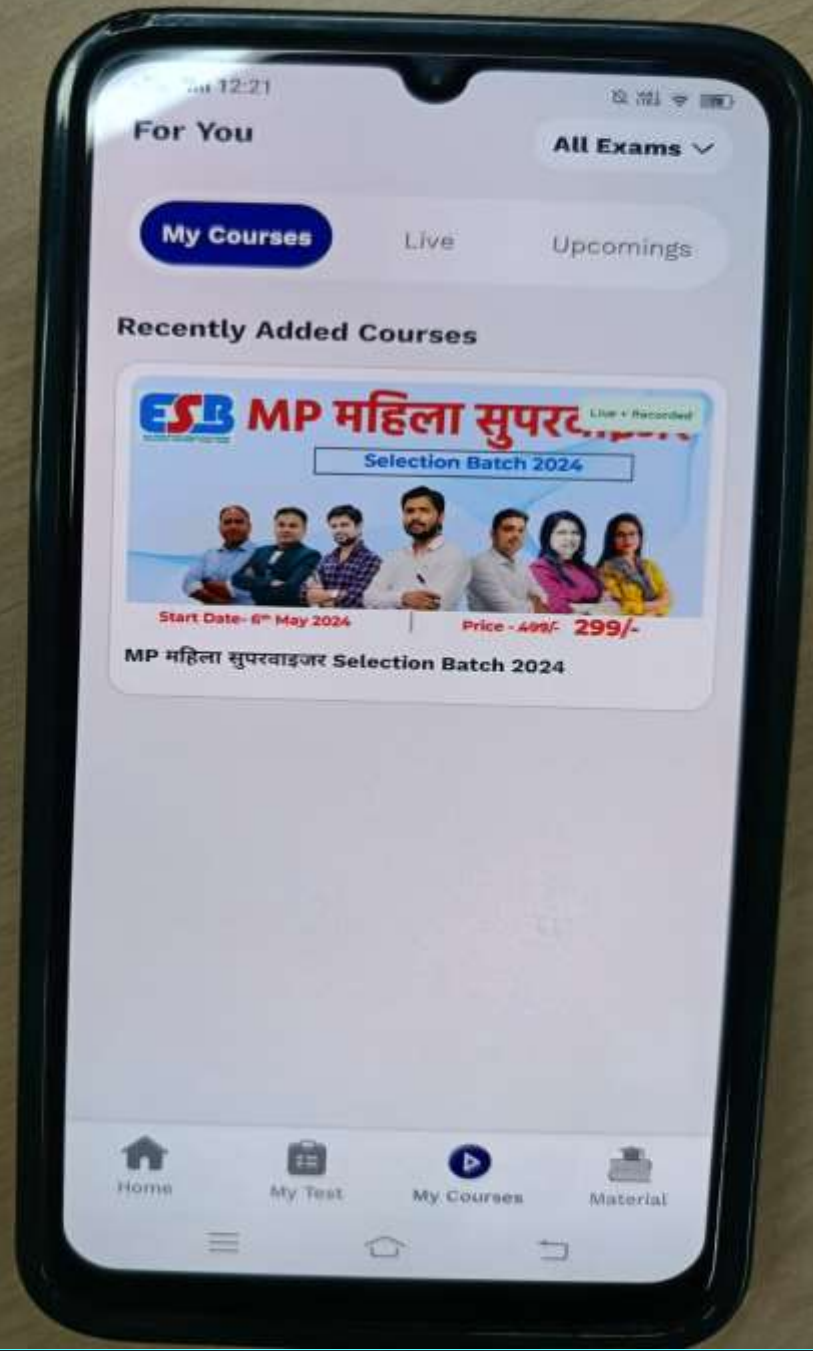 12:21
For You
All Exams
My Courses
Live
Upcomings
Recently Added Courses
ESB MP महिला सुपरवाइजर
Live + Recorded
Selection Batch 2024
Start Date- 6th May 2024 | Price - 499/- 299/-
MP महिला सुपरवाइजर Selection Batch 2024
Home
My Test
My Courses
Material